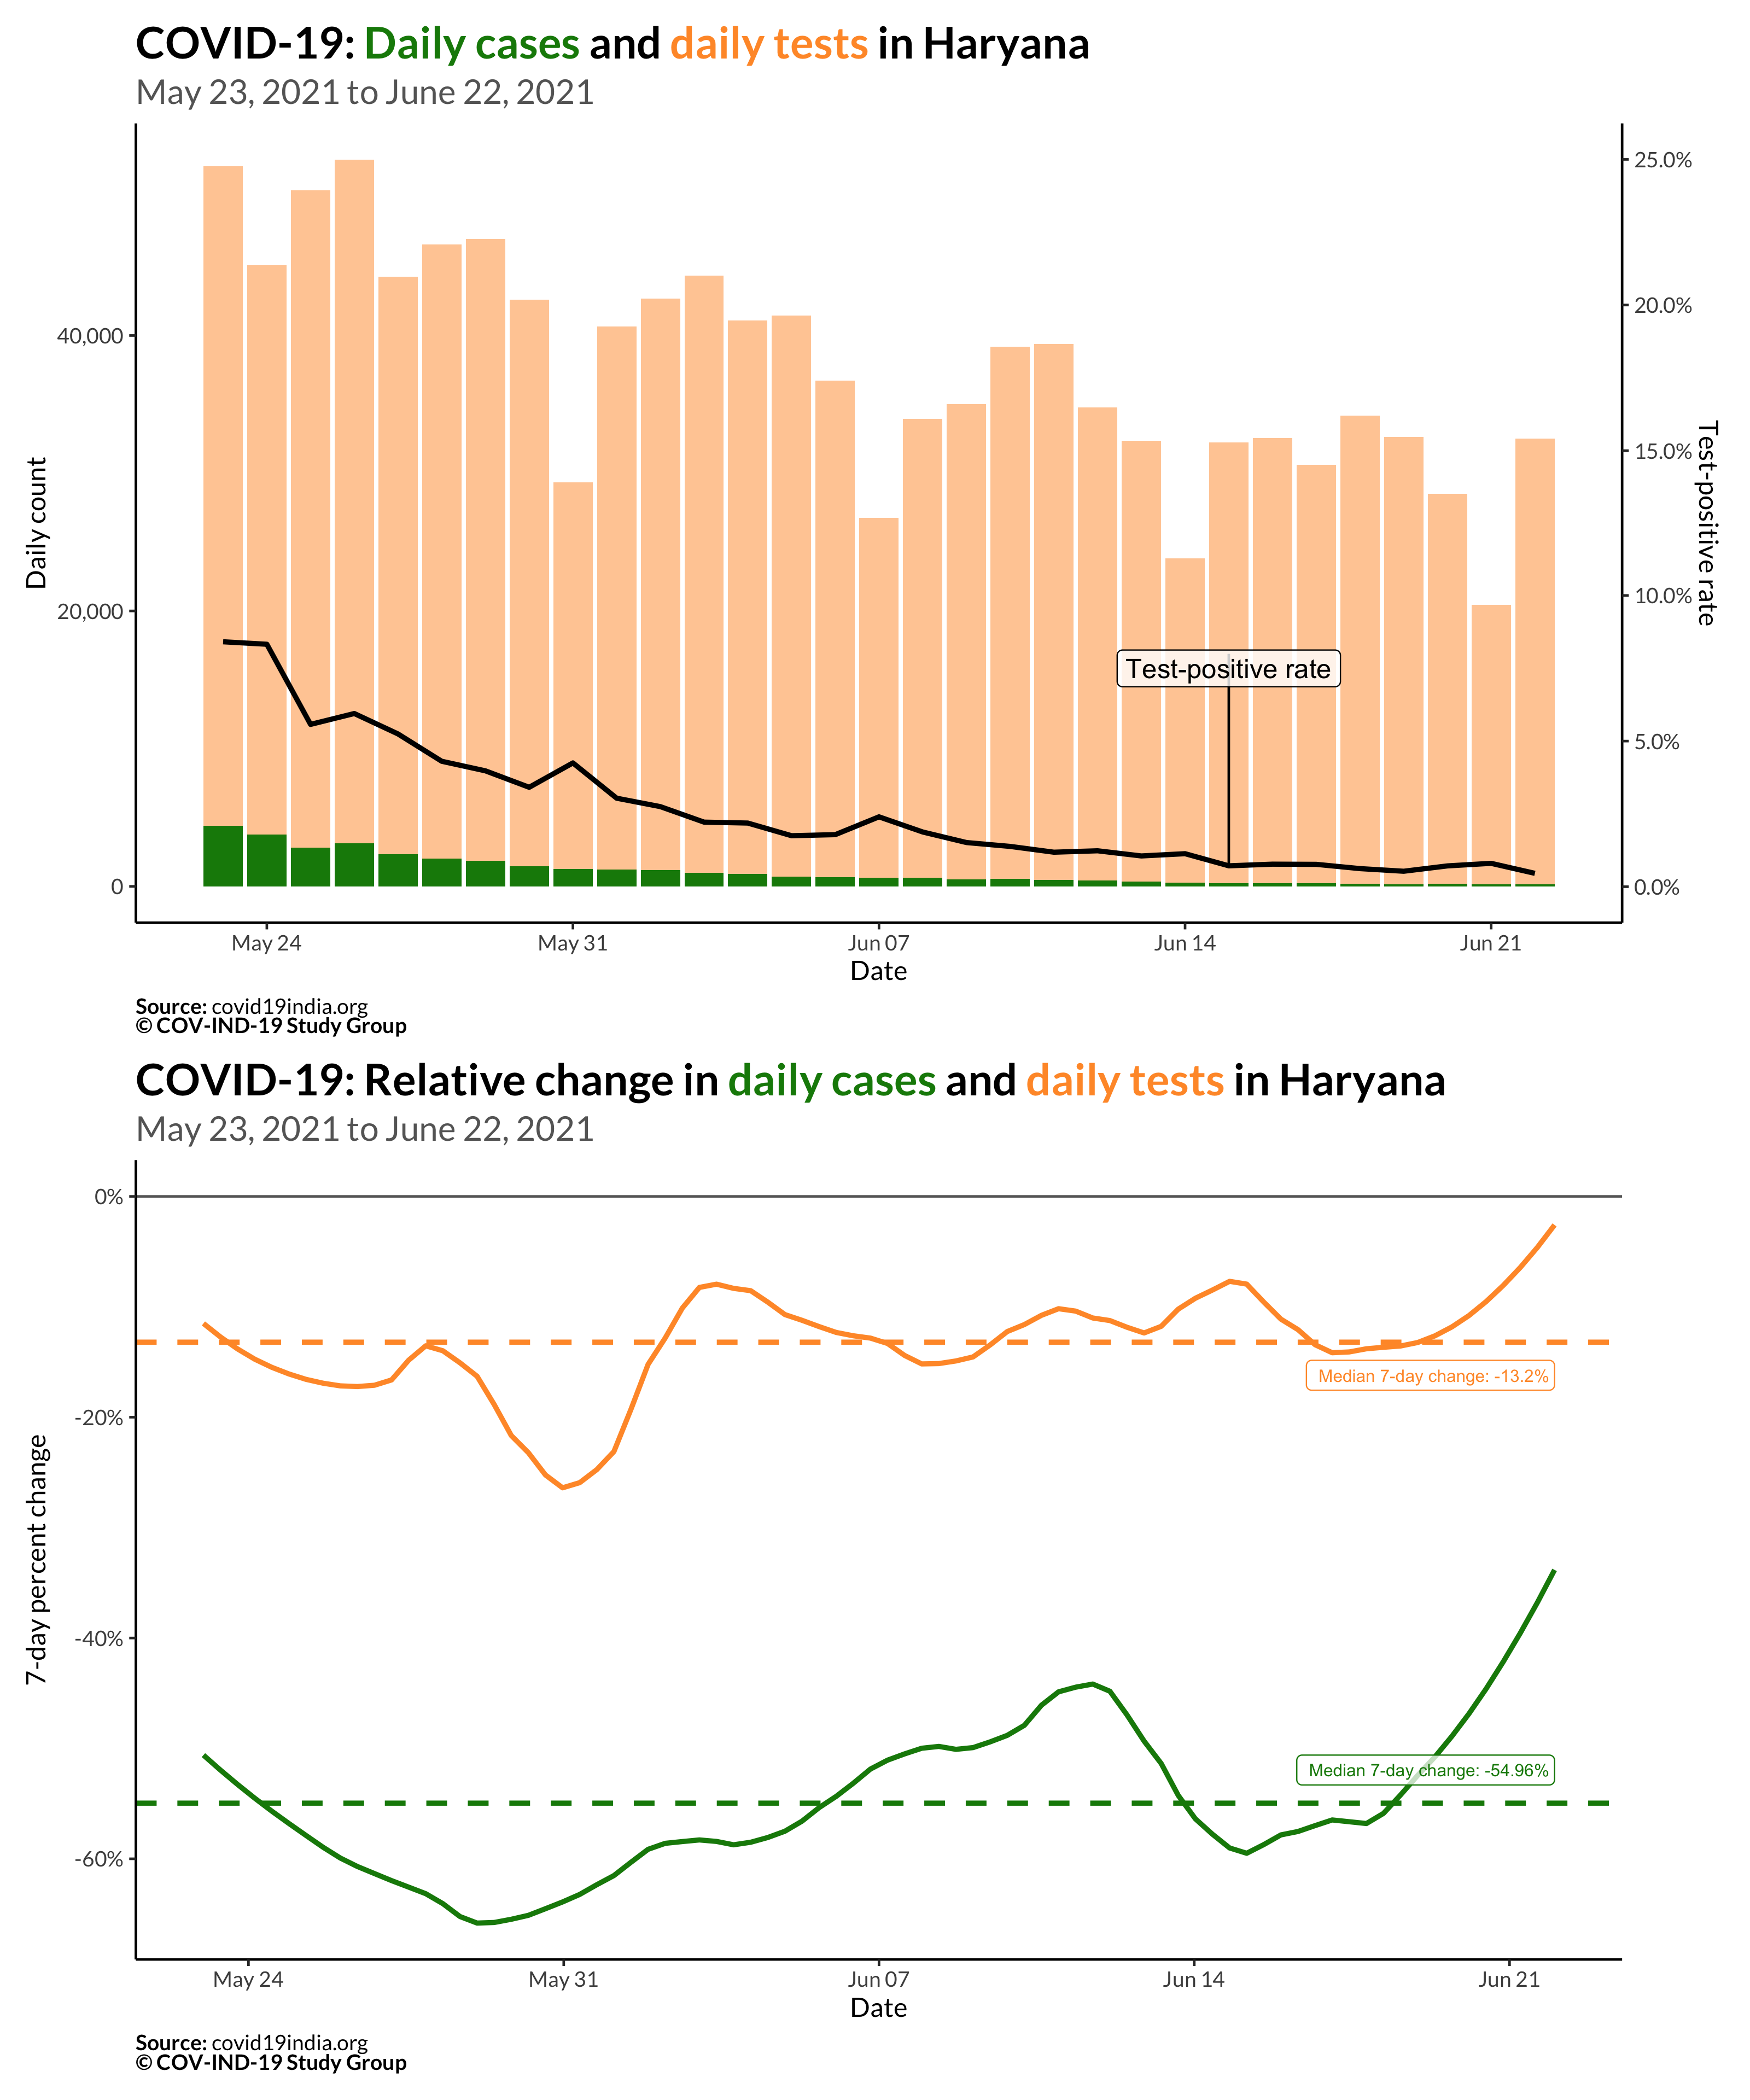 COVID-19: Daily cases and daily tests in Haryana
May 23, 2021 to June 22, 2021
Daily count
40,000
20,000
0
25.0%
20.0%
15.0%
10.0%
5.0%
0.0%
Test-positive rate
Test-positive rate
May 24
May 31
Jun 07
Jun 14
Jun 21
Date
Source: covid19india.org
© COV-IND-19 Study Group
COVID-19: Relative change in daily cases and daily tests in Haryana
May 23, 2021 to June 22, 2021
7-day percent change
0%
-20%
-40%
-60%
Median 7-day change: -13.2%
Median 7-day change: -54.96%
May 24
May 31
Jun 07
Jun 14
Jun 21
Date
Source: covid19india.org
© COV-IND-19 Study Group